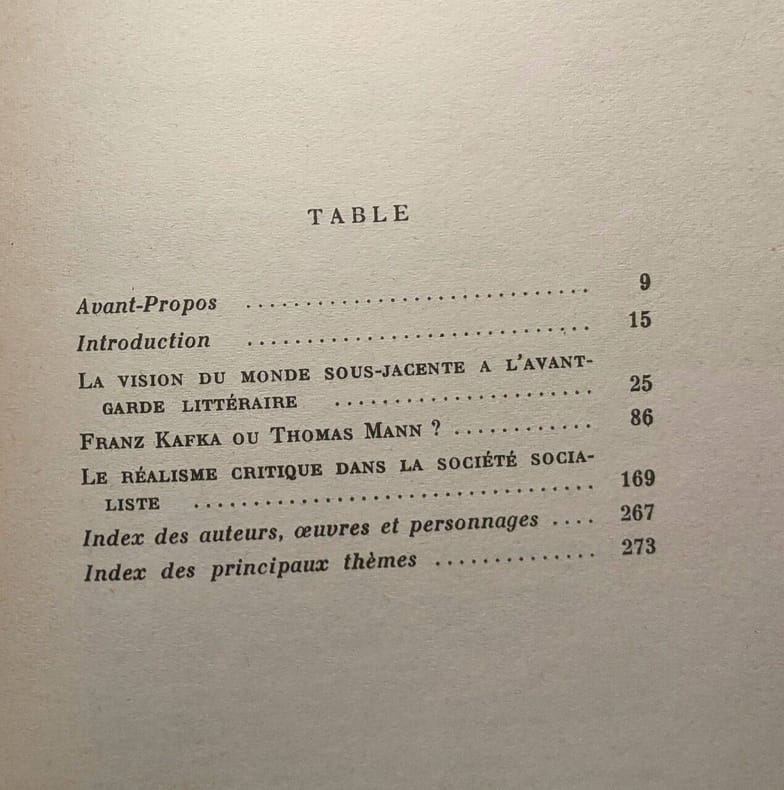 TABLE
Avant-Propos .............................. 9
Introduction .............................. 15
LA VISION DU MONDE SOUS-JACENTE A L'AVANT-
GARDE LITTÉRAIRE ...................... 25
FRANZ KAFKA OU THOMAS MANN ? ............ 86
LE RÉALISME CRITIQUE DANS LA SOCIÉTÉ SOCIA-
LISTE .................................. 169
Index des auteurs, œuvres et personnages .... 267
Index des principaux thèmes .............. 273